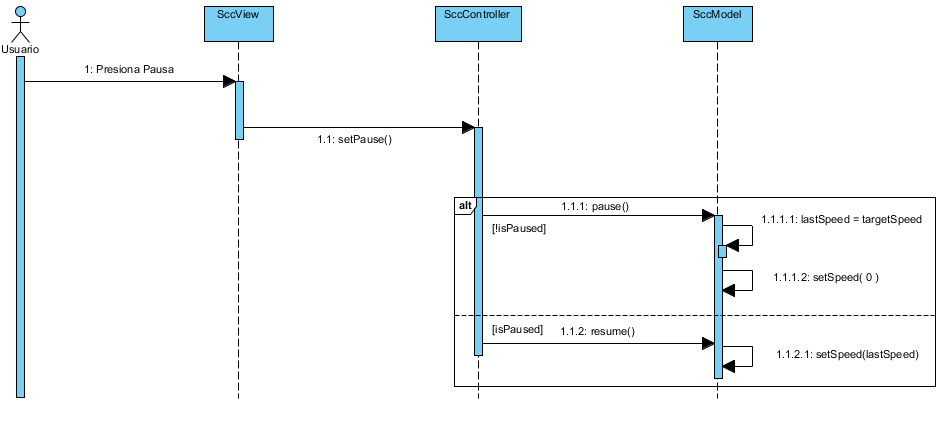 SccView
SccController
SccModel
Usuario
1: Presiona Pausa
1.1: setPause()
alt
1.1.1: pause()
1.1.1.1: lastSpeed = targetSpeed
[!isPaused]
1.1.1.2: setSpeed( 0 )
[isPaused]
1.1.2: resume()
1.1.2.1: setSpeed(lastSpeed)